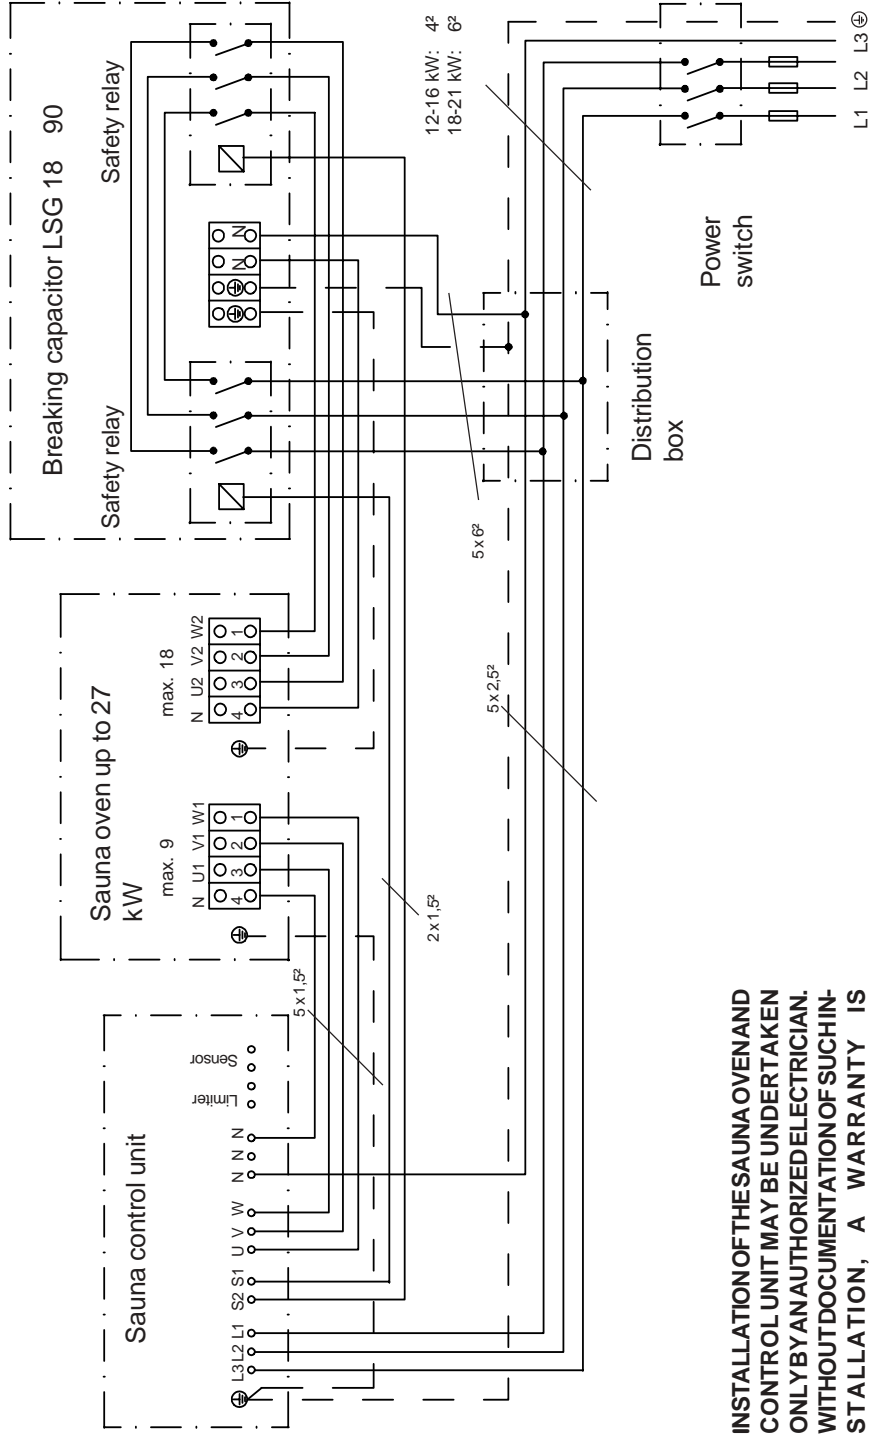 Sauna control unit
L3 L2 L1 S2 S1 U V W N N N
Limiter
Sensor
5 x 1,5²
Sauna oven up to 27
kW
max. 9
N U1 V1 W1
4 3 2 1
max. 18
N U2 V2 W2
4 3 2 1
2 x 1,5²
Breaking capacitor LSG 18 90
Safety relay
Safety relay
N N
5 x 6²
5 x 2,5²
12-16 kW: 4²
18-21 kW: 6²
Distribution
box
Power
switch
L1 L2 L3
INSTALLATION OF THE SAUNA OVEN AND
CONTROL UNIT MAY BE UNDERTAKEN
ONLY BY AN AUTHORIZED ELECTRICIAN.
WITHOUT DOCUMENTATION OF SUCH IN-
STALLATION, A WARRANTY IS